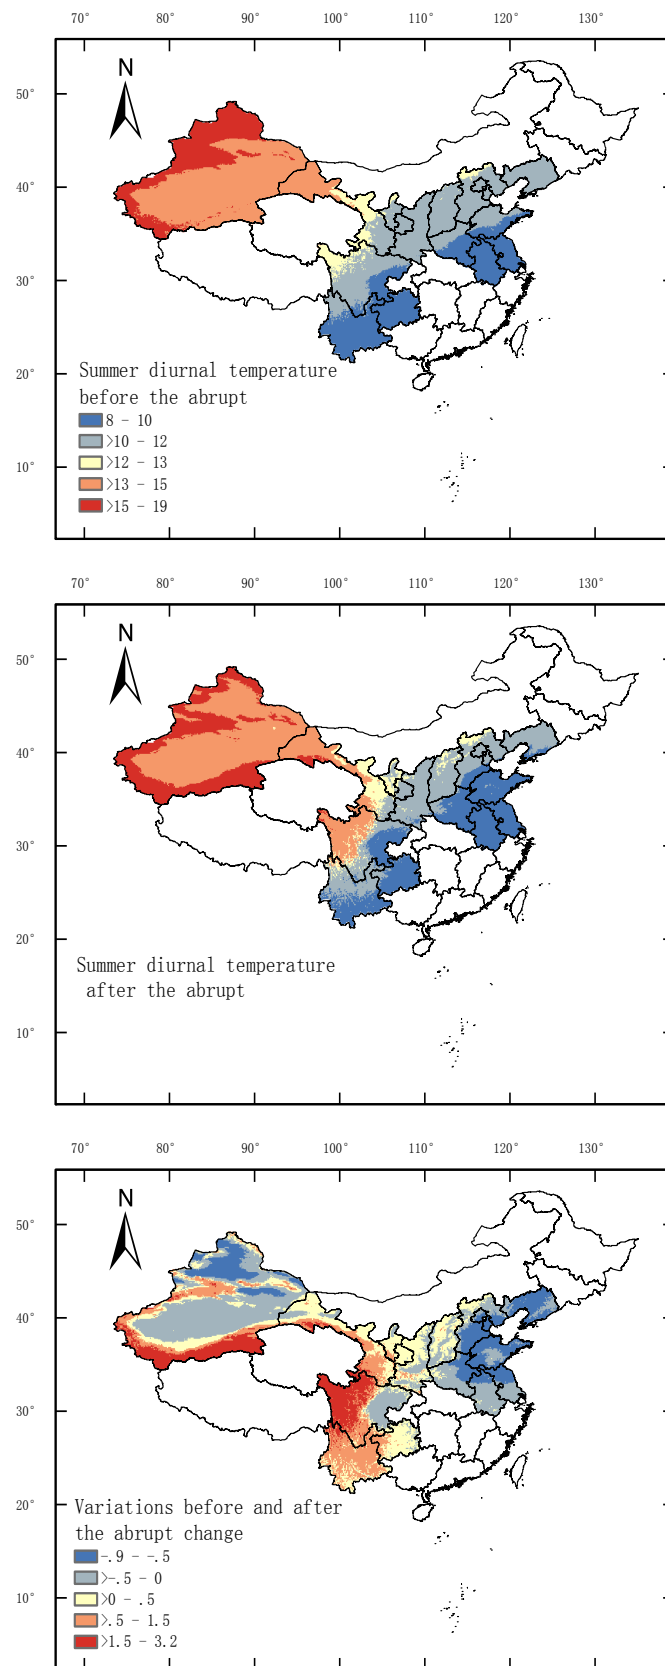 70° 80° 90° 100° 110° 120° 130°
N
50°
40°
30°
20°
10°
Summer diurnal temperature
before the abrupt
8 - 10
>10 - 12
>12 - 13
>13 - 15
>15 - 19
70° 80° 90° 100° 110° 120° 130°
N
50°
40°
30°
20°
10°
Summer diurnal temperature
after the abrupt
70° 80° 90° 100° 110° 120° 130°
N
50°
40°
30°
20°
10°
Variations before and after
the abrupt change
-.9 - -.5
>-.5 - 0
>0 - .5
>.5 - 1.5
>1.5 - 3.2